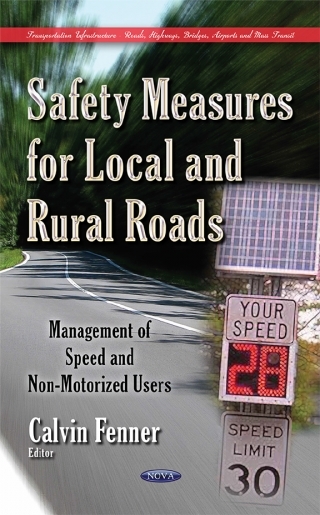 Transportation Infrastructure - Roads, Highways, Bridges, Airports and Mass Transit
Safety Measures
for Local and
Rural Roads
YOUR
SPEED
28
Management of
Speed and
Non-Motorized Users
SPEED
LIMIT
30
Calvin Fenner
Editor
NOVA